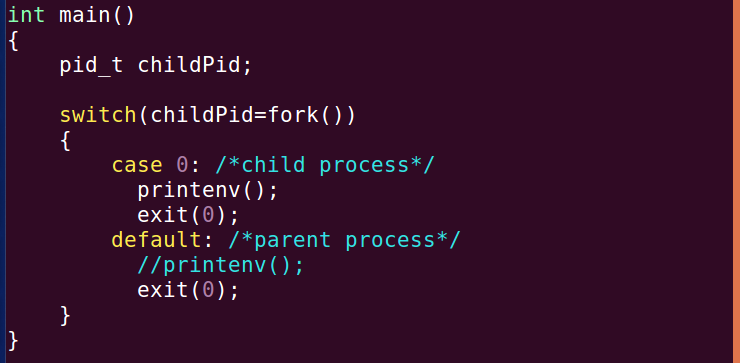 int main()
{
    pid_t childPid;

    switch(childPid=fork())
    {
        case 0: /*child process*/
          printenv();
          exit(0);
        default: /*parent process*/
          //printenv();
          exit(0);
    }
}